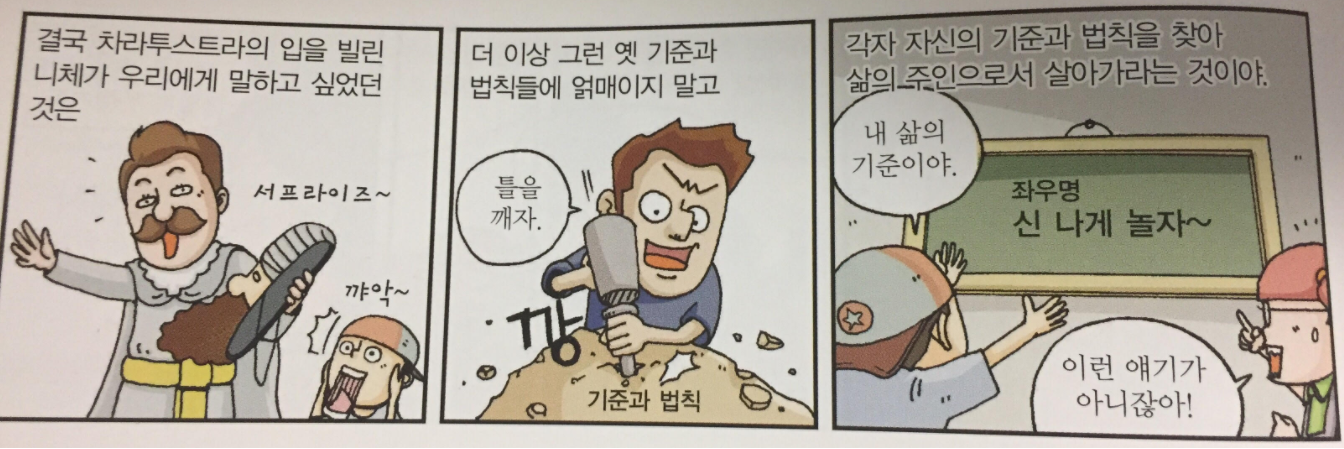 결국 차라투스트라의 입을 빌린
니체가 우리에게 말하고 싶었던
것은
서프라이즈~
꺄악~
더 이상 그런 옛 기준과
법칙들에 얽매이지 말고
틀을
깨자.
깡
기준과 법칙
각자 자신의 기준과 법칙을 찾아
삶의 주인으로서 살아가라는 것이야.
내 삶의
기준이야.
좌우명
신 나게 놀자~
이런 얘기가
아니잖아!